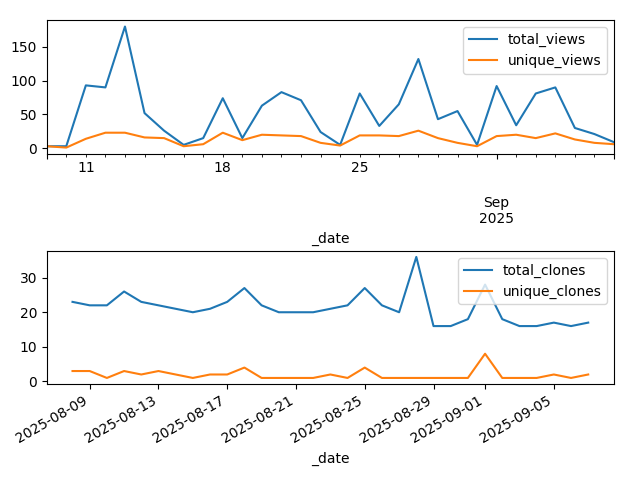 150
100
50
0
total_views
unique_views
11
18
25
Sep
2025
_date
30
20
10
0
total_clones
unique_clones
2025-08-09
2025-08-13
2025-08-17
2025-08-21
2025-08-25
2025-08-29
2025-09-01
2025-09-05
_date